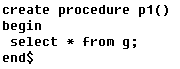 create procedure p1()
begin
 select * from g;
end$